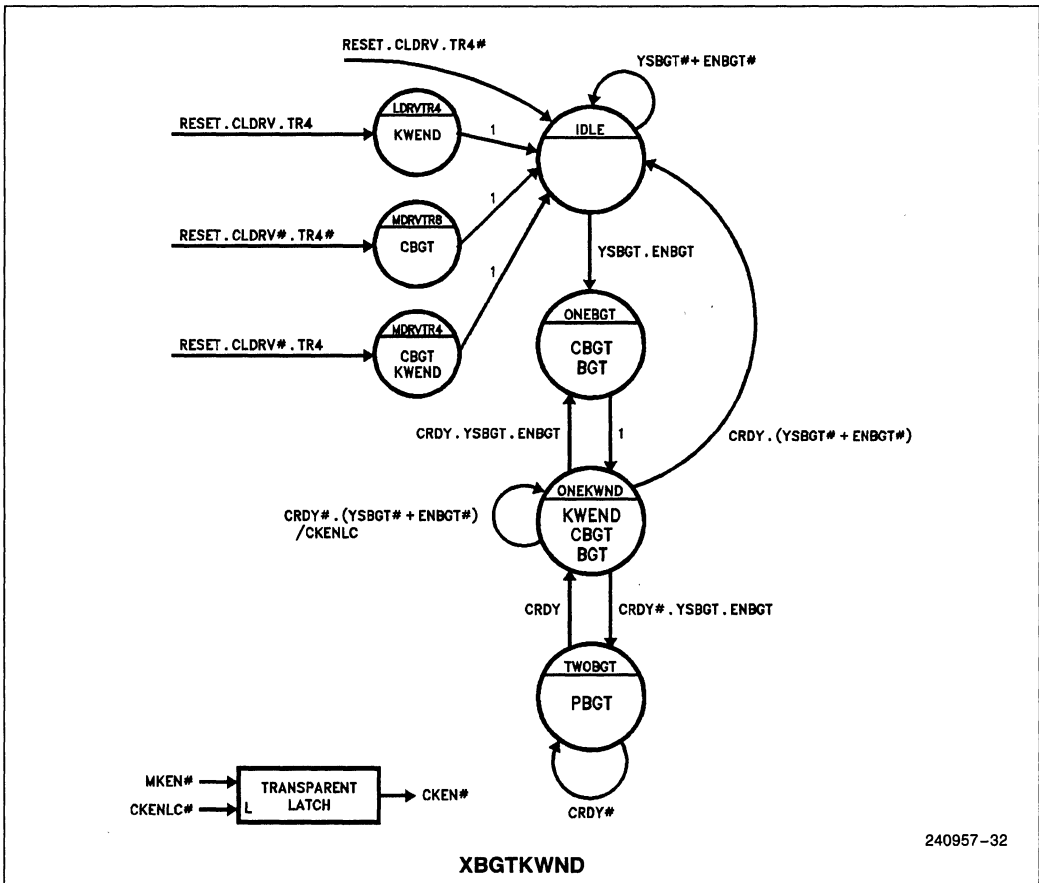 RESET.CLDRV.TR4#
YSBGT#+ENBGT#
LDRVTR4
KWEND
RESET.CLDRV.TR4
1
IDLE
MDRVTR8
CBGT
RESET.CLDRV#.TR4#
1
YSBGT.ENBGT
1
MDRVTR4
CBGT
KWEND
RESET.CLDRV#.TR4
ONEBGT
CBGT
BGT
CRDY.YSBGT.ENBGT
1
CRDY.(YSBGT#+ENBGT#)
ONEKWND
KWEND
CBGT
BGT
CRDY#.(YSBGT#+ENBGT#)
/CKENLC
CRDY
CRDY#.YSBGT.ENBGT
TWOBGT
PBGT
CRDY#
MKEN#
CKENLC#
L
TRANSPARENT
LATCH
CKEN#
240957-32
XBGTKWND